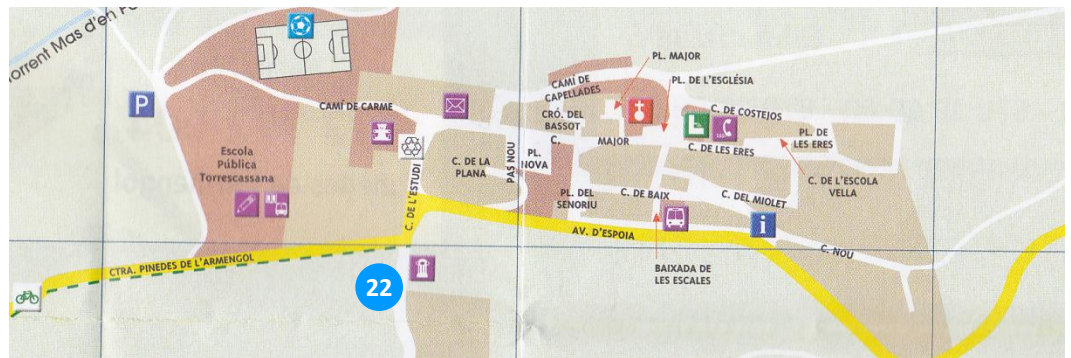 Torrent Mas d'en
P
CAMÍ DE CARME
Escola
Pública
Torrescassana
C. DE L'ESTUDI
C. DE LA
PLANA
PAS NOU
PL.
NOVA
CAMÍ DE
CAPELLADES
CRÓ. DEL
BASSOT
C.
MAJOR
PL. MAJOR
PL. DE L'ESGLÉSIA
C. DE COSTEJOS
C. DE LES ERES
PL. DE
LES ERES
C. DE L'ESCOLA
VELLA
PL. DEL
SENORIU
C. DE BAIX
C. DEL MIOLET
i
C. NOU
AV. D'ESPOIA
BAIXADA DE
LES ESCALES
CTRA. PINEDES DE L'ARMENGOL
22